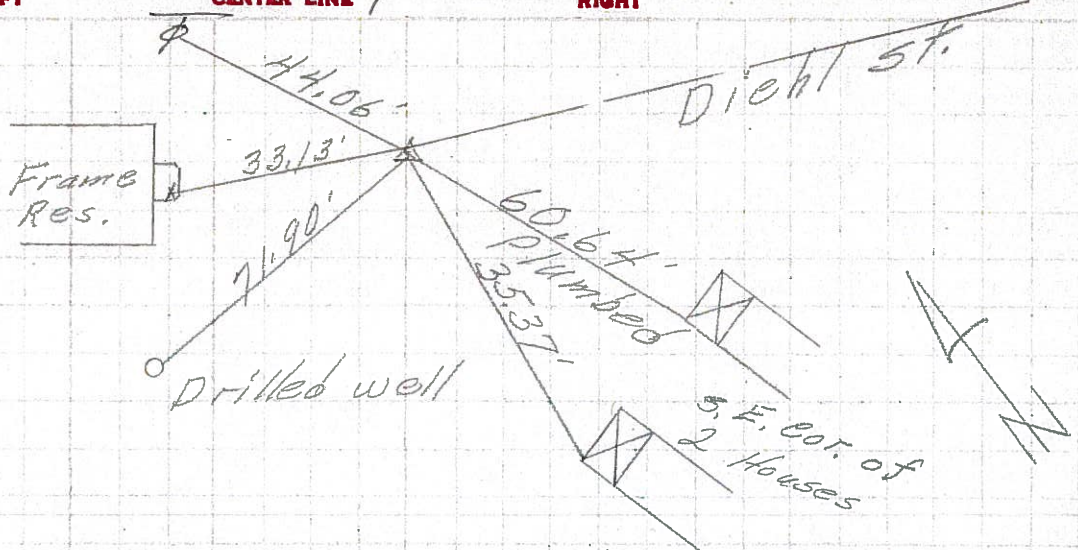 CENTER LINE
RIGHT
44.06'
Diehl St.
33.13'
Frame
Res.
71.90'
60.64'
plumbed
35.37'
Drilled well
S.E. cor. of
2 Houses
N